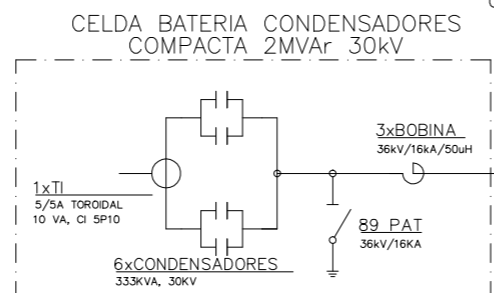 CELDA BATERIA CONDENSADORES
COMPACTA 2MVAr 30kV
3xBOBINA
36kV/16kA/50uH
1xTI
5/5A TOROIDAL
10 VA, CI 5P10
89 PAT
36kV/16KA
6xCONDENSADORES
333KVA, 30KV